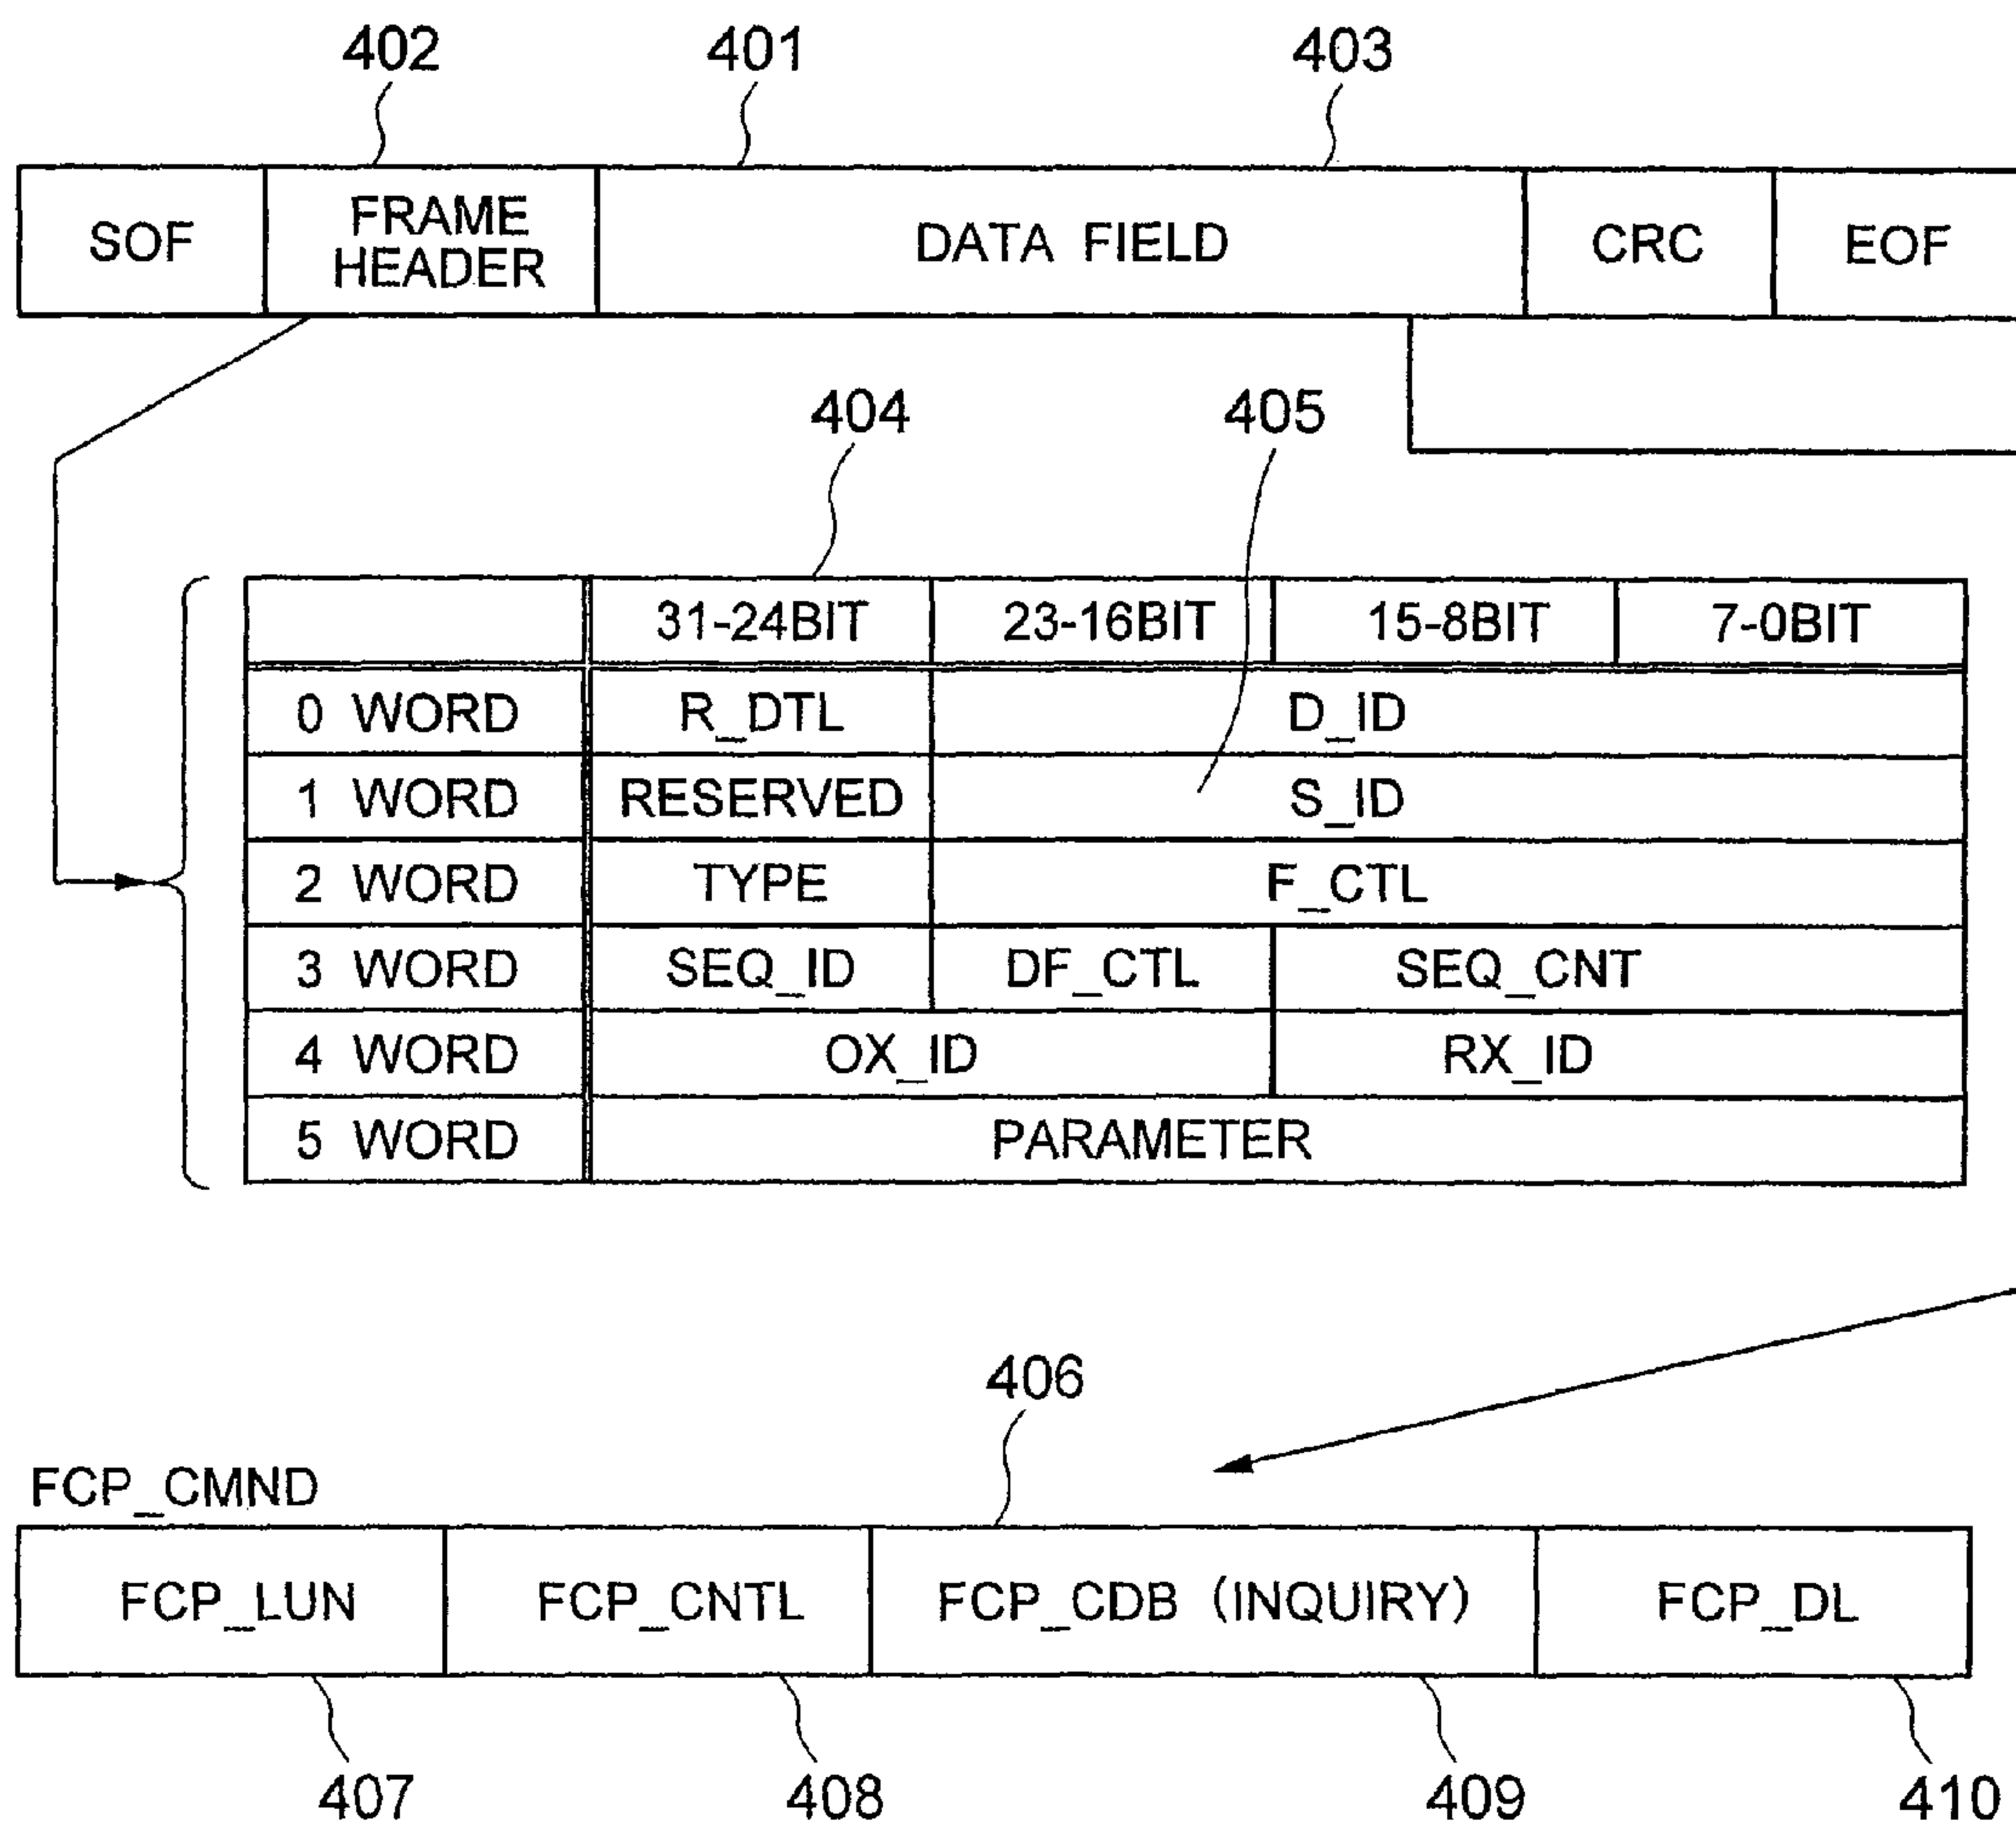 402 401 403
SOF FRAME HEADER DATA FIELD CRC EOF
404 405
31-24BIT 23-16BIT 15-8BIT 7-0BIT
0 WORD R_DTL D_ID
1 WORD RESERVED S_ID
2 WORD TYPE F_CTL
3 WORD SEQ_ID DF_CTL SEQ_CNT
4 WORD OX_ID RX_ID
5 WORD PARAMETER
406
FCP_CMND
FCP_LUN FCP_CNTL FCP_CDB (INQUIRY) FCP_DL
407 408 409 410